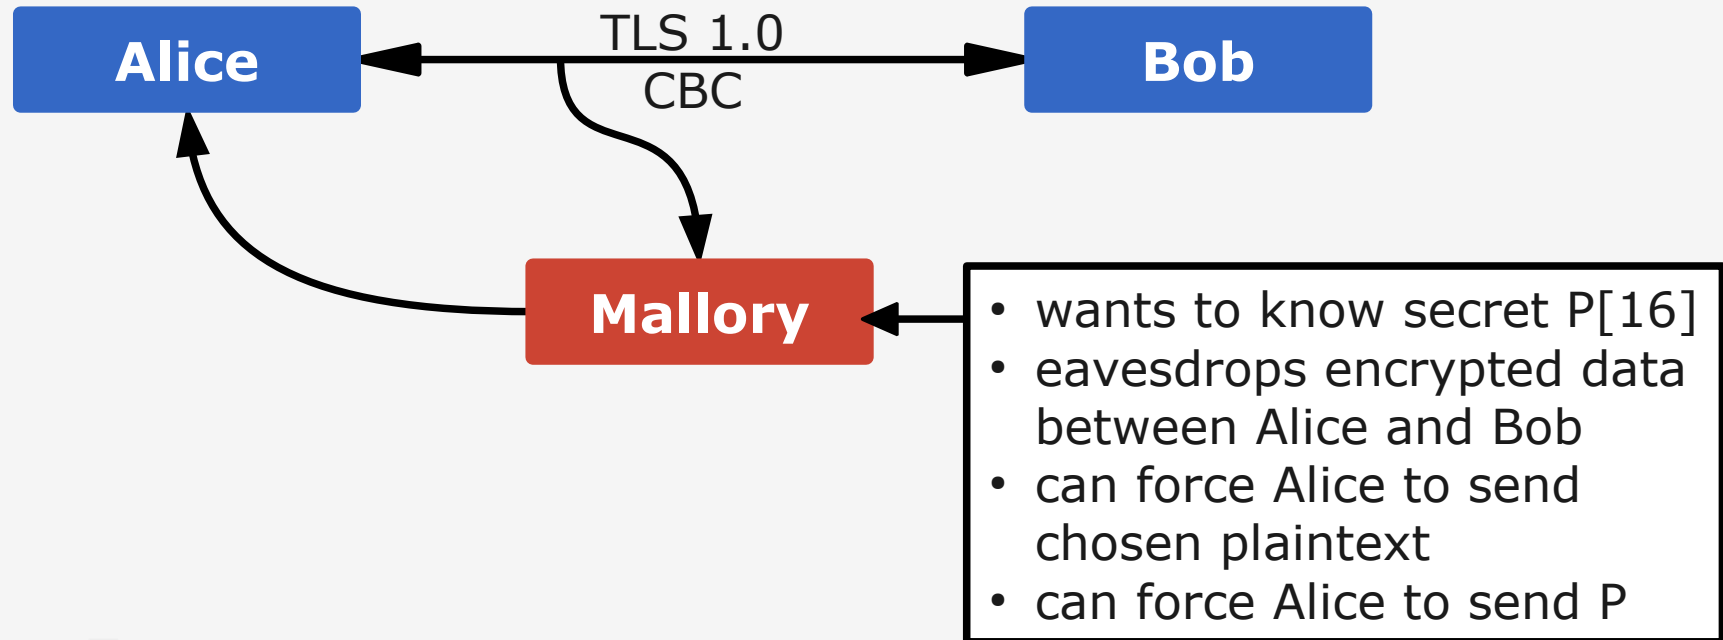 Alice
TLS 1.0
CBC
Bob
Mallory
• wants to know secret P[16]
• eavesdrops encrypted data
between Alice and Bob
• can force Alice to send
chosen plaintext
• can force Alice to send P